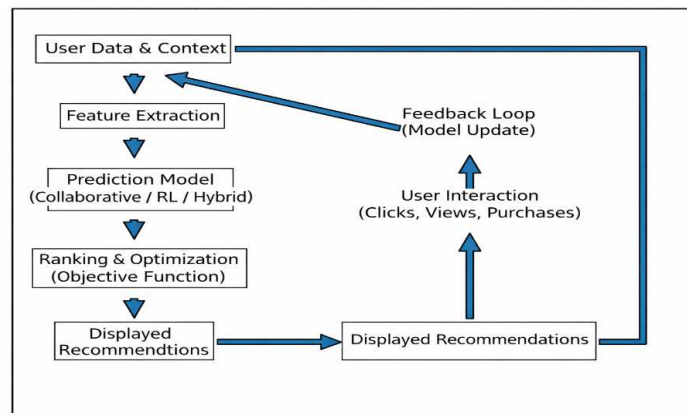 User Data & Context
Feature Extraction
Prediction Model
(Collaborative / RL / Hybrid)
Ranking & Optimization
(Objective Function)
Displayed
Recommendtions
Displayed Recommendations
User Interaction
(Clicks, Views, Purchases)
Feedback Loop
(Model Update)